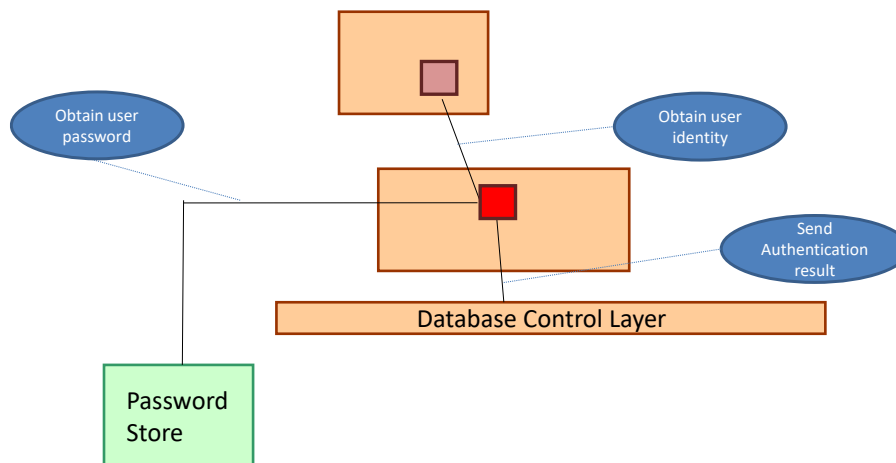 Obtain user
password
Obtain user
identity
Send
Authentication
result
Database Control Layer
Password
Store